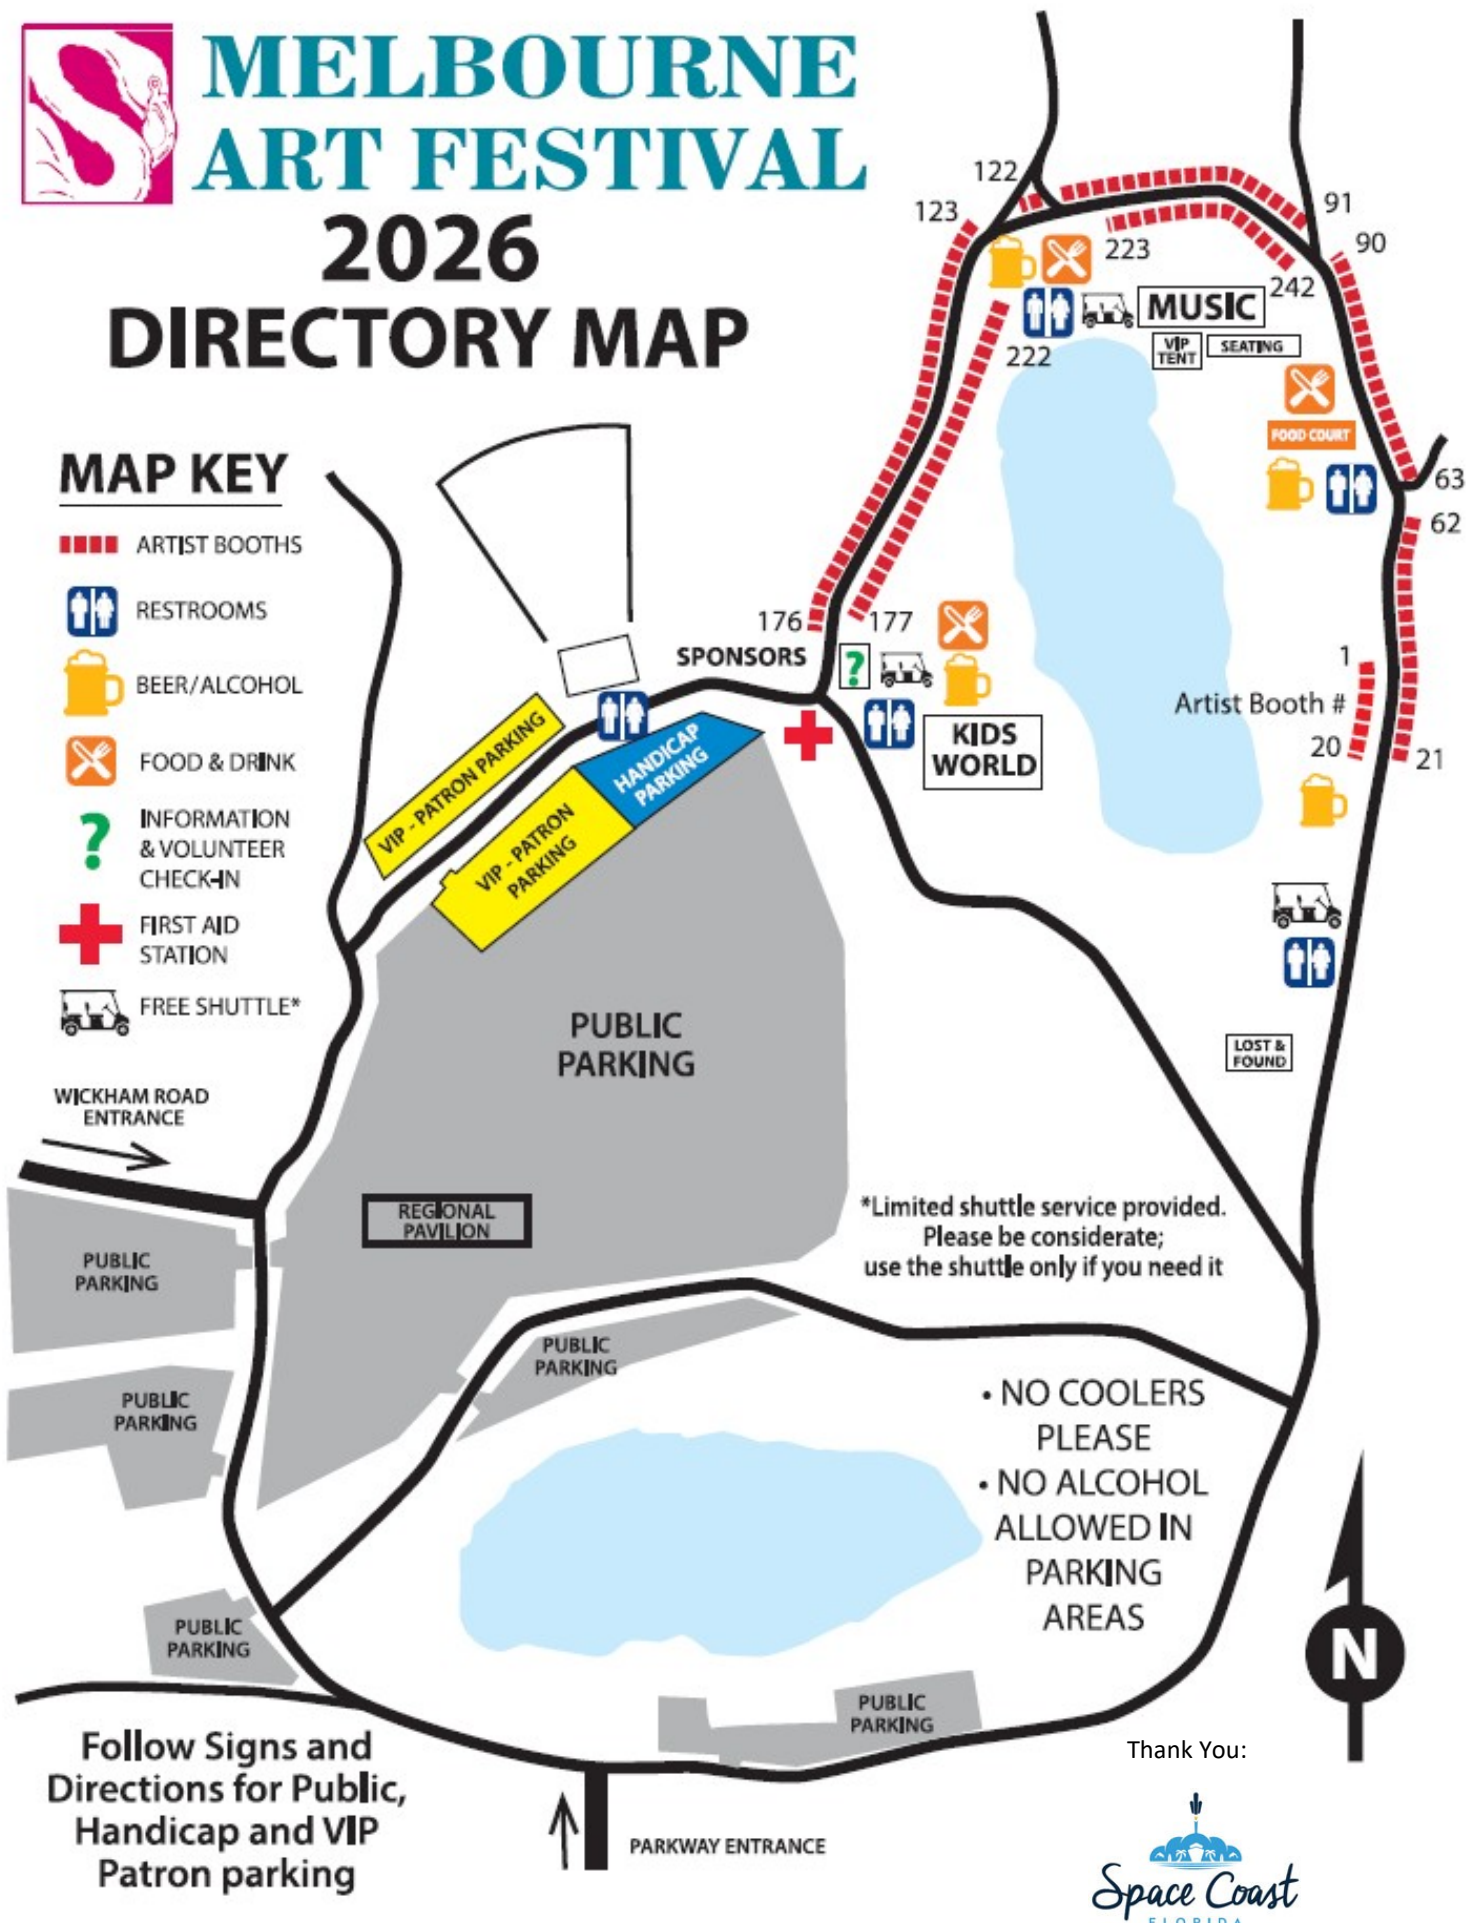 MELBOURNE
ART FESTIVAL
2026
DIRECTORY MAP
MAP KEY
ARTIST BOOTHS
RESTROOMS
BEER/ALCOHOL
FOOD & DRINK
?
INFORMATION
& VOLUNTEER
CHECK-IN
FIRST AID
STATION
FREE SHUTTLE*
122
123
91
90
223
242
222
MUSIC
VIP
TENT
SEATING
FOOD COURT
63
62
176
177
SPONSORS
?
KIDS
WORLD
1
Artist Booth #
20
21
VIP - PATRON PARKING
HANDICAP
PARKING
VIP - PATRON
PARKING
PUBLIC
PARKING
LOST &
FOUND
WICKHAM ROAD
ENTRANCE
REGIONAL
PAVILION
*Limited shuttle service provided.
Please be considerate;
use the shuttle only if you need it
PUBLIC
PARKING
PUBLIC
PARKING
PUBLIC
PARKING
• NO COOLERS
PLEASE
• NO ALCOHOL
ALLOWED IN
PARKING
AREAS
PUBLIC
PARKING
N
PUBLIC
PARKING
Follow Signs and
Directions for Public,
Handicap and VIP
Patron parking
PARKWAY ENTRANCE
Thank You:
Space Coast
FLORIDA